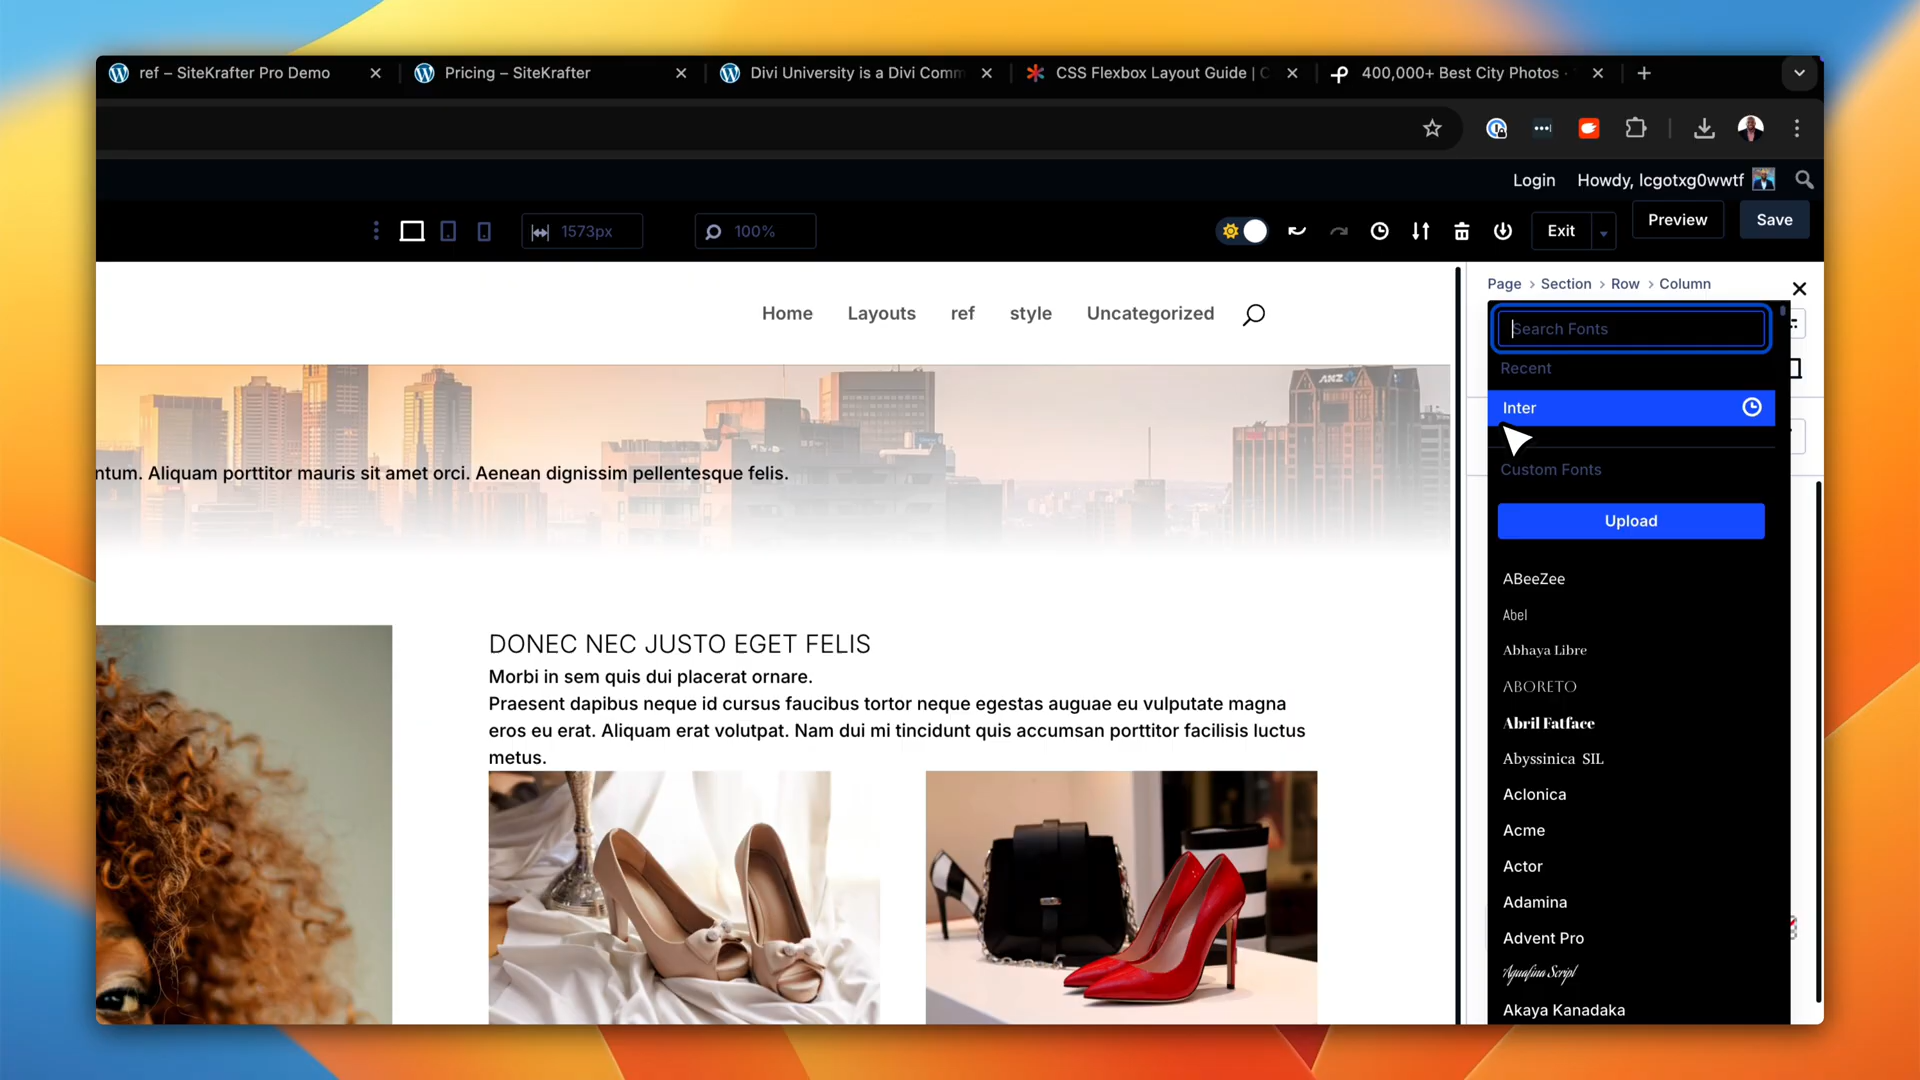 ref – SiteKrafter Pro Demo
Pricing – SiteKrafter
Divi University is a Divi Comm
CSS Flexbox Layout Guide | C
400,000+ Best City Photos ·
Login
Howdy, lcgotxg0wwtf
1573px
100%
Exit
Preview
Save
Home
Layouts
ref
style
Uncategorized
ANZ
ntum. Aliquam porttitor mauris sit amet orci. Aenean dignissim pellentesque felis.
DONEC NEC JUSTO EGET FELIS
Morbi in sem quis dui placerat ornare.
Praesent dapibus neque id cursus faucibus tortor neque egestas auguae eu vulputate magna
eros eu erat. Aliquam erat volutpat. Nam dui mi tincidunt quis accumsan porttitor facilisis luctus
metus.
Page > Section > Row > Column
Search Fonts
Recent
Inter
Custom Fonts
Upload
ABeeZee
Abel
Abhaya Libre
ABORETO
Abril Fatface
Abyssinica SIL
Aclonica
Acme
Actor
Adamina
Advent Pro
Aguafina Script
Akaya Kanadaka